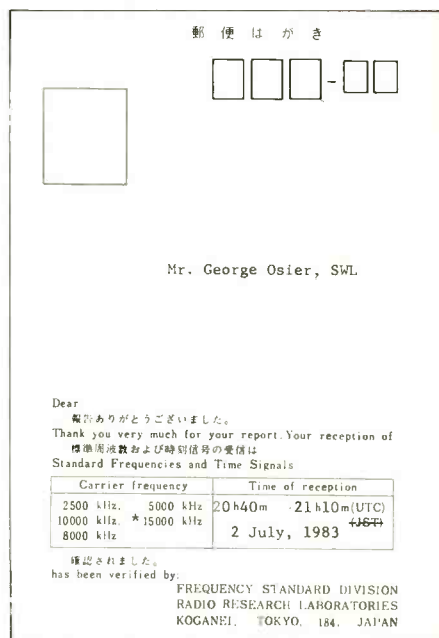 郵便はがき
-
Mr. George Osier, SWL
Dear
報告ありがとうございました。
Thank you very much for your report. Your reception of
標準周波数および時刻信号の受信は
Standard Frequencies and Time Signals
Carrier frequency Time of reception
2500 kHz. 5000 kHz 20h40m - 21h10m (UTC)
10000 kHz. *15000 kHz (JST)
8000 kHz 2 July, 1983
確認されました。
has been verified by:
FREQUENCY STANDARD DIVISION
RADIO RESEARCH LABORATORIES
KOGANEI, TOKYO, 184, JAPAN